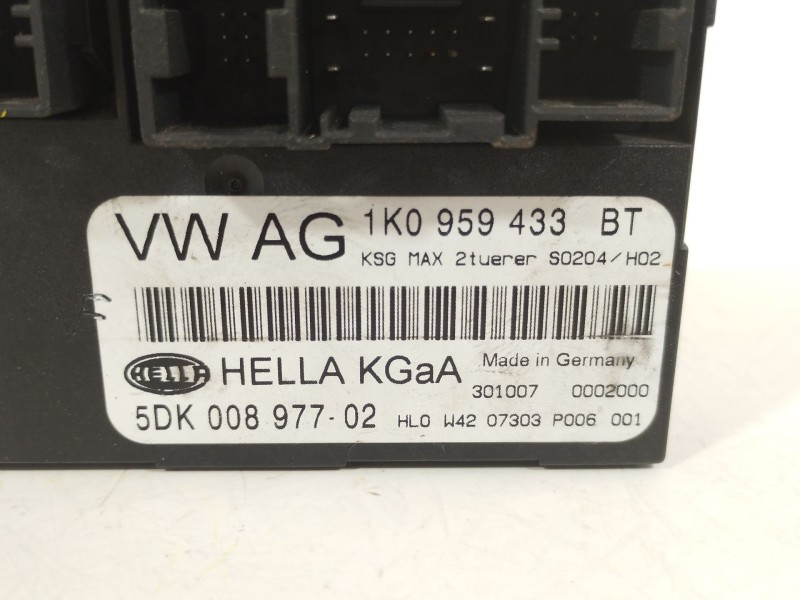 VW AG 1K0 959 433 BT
KSG MAX 2tuerer S0204/H02
HELLA HELLA KGaA Made in Germany
301007 0002000
5DK 008 977-02 HL0 W42 07303 P006 001